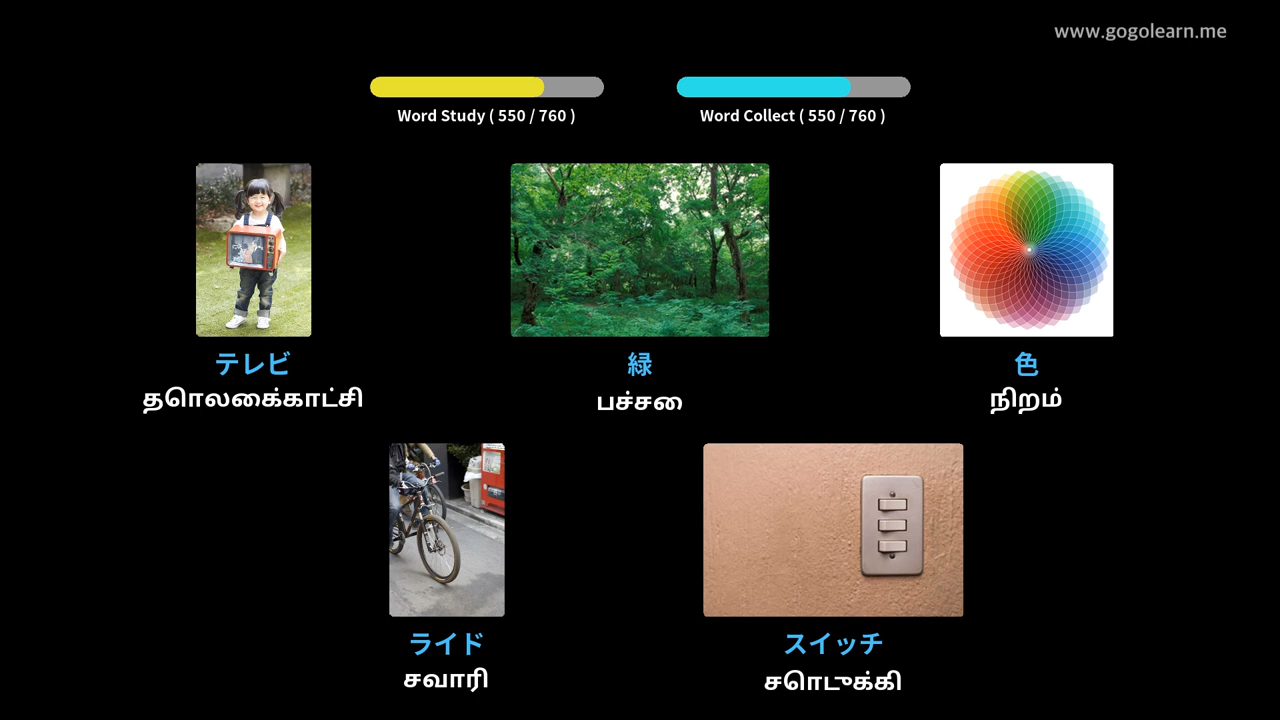 www.gogolearn.me
Word Study ( 550 / 760 )
Word Collect ( 550 / 760 )
テレビ
தொலைக்காட்சி
緑
பச்சை
色
நிறம்
ライド
சவாரி
スイッチ
சொடுக்கி